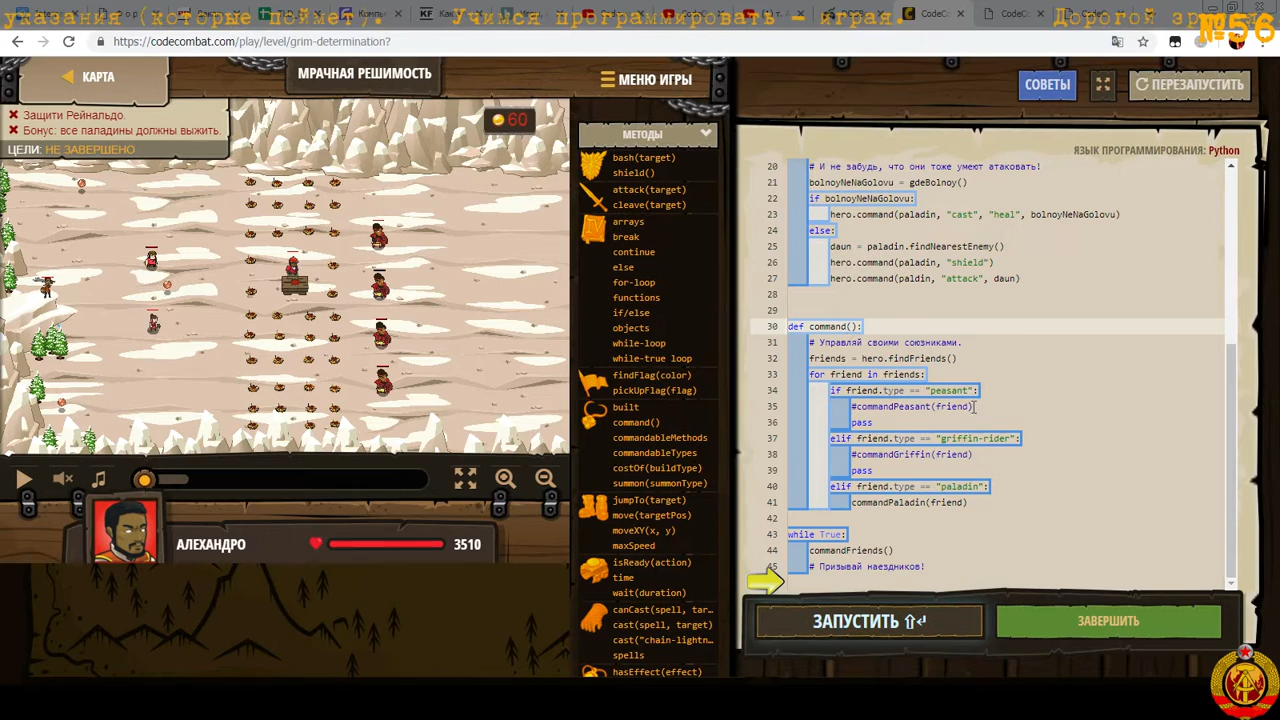 указания (которые поймет
Учимся программировать – играя.
Дорогой зр
№56
CodeCo
CodeCo
CodeCo
https://codecombat.com/play/level/grim-determination?
КАРТА
МРАЧНАЯ РЕШИМОСТЬ
МЕНЮ ИГРЫ
СОВЕТЫ
ПЕРЕЗАПУСТИТЬ
Защити Рейнальдо.
Бонус: все паладины должны выжить.
ЦЕЛИ: НЕ ЗАВЕРШЕНО
60
МЕТОДЫ
bash(target)
shield()
attack(target)
cleave(target)
arrays
break
continue
else
for-loop
functions
if/else
objects
while-loop
while-true loop
findFlag(color)
pickUpFlag(flag)
built
command()
commandableMethods
commandableTypes
costOf(buildType)
summon(summonType)
jumpTo(target)
move(targetPos)
moveXY(x, y)
maxSpeed
isReady(action)
time
wait(duration)
canCast(spell, tar…
cast(spell, target)
cast("chain-lightn…
spells
hasEffect(effect)
ЯЗЫК ПРОГРАММИРОВАНИЯ: Python
20 # И не забудь, что они тоже умеют атаковать!
21 bolnoyNeNaGolovu = gdeBolnoy()
22 if bolnoyNeNaGolovu:
23 hero.command(paladin, "cast", "heal", bolnoyNeNaGolovu)
24 else:
25 daun = paladin.findNearestEnemy()
26 hero.command(paladin, "shield")
27 hero.command(paldin, "attack", daun)
28
29
30 def command():
31 # Управляй своими союзниками.
32 friends = hero.findFriends()
33 for friend in friends:
34 if friend.type == "peasant":
35 #commandPeasant(friend)
36 pass
37 elif friend.type == "griffin-rider":
38 #commandGriffin(friend)
39 pass
40 elif friend.type == "paladin":
41 commandPaladin(friend)
42
43 while True:
44 commandFriends()
45 # Призывай наездников!
АЛЕХАНДРО
3510
ЗАПУСТИТЬ ⇧↵
ЗАВЕРШИТЬ